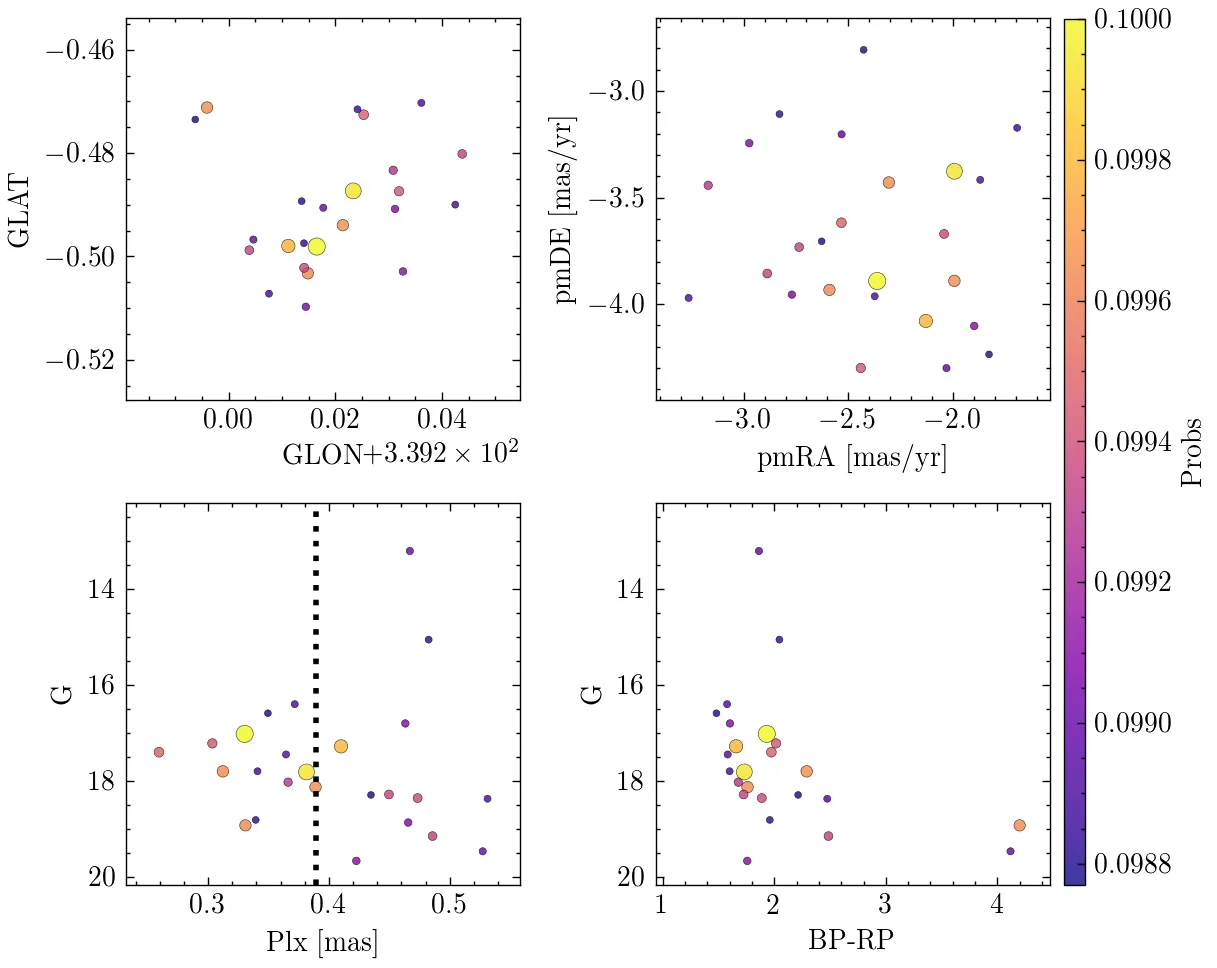 −0.46
−0.48
−0.50
−0.52
GLAT
0.00 0.02 0.04
GLON+3.392 × 10²
−3.0
−3.5
−4.0
pmDE [mas/yr]
−3.0 −2.5 −2.0
pmRA [mas/yr]
0.1000
0.0998
0.0996
0.0994
0.0992
0.0990
0.0988
Probs
14
16
18
20
G
0.3 0.4 0.5
Plx [mas]
14
16
18
20
G
1 2 3 4
BP-RP